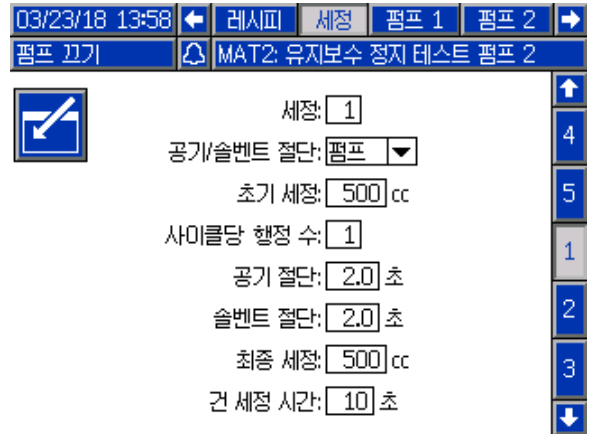 03/23/18 13:58 레시피 세정 펌프 1 펌프 2
펌프 끄기 MAT2: 유지보수 정지 테스트 펌프 2
세정: 1
공기/솔벤트 절단: 펌프
초기 세정: 500 cc
사이클당 행정 수: 1
공기 절단: 2.0 초
솔벤트 절단: 2.0 초
최종 세정: 500 cc
건 세정 시간: 10 초
4
5
1
2
3